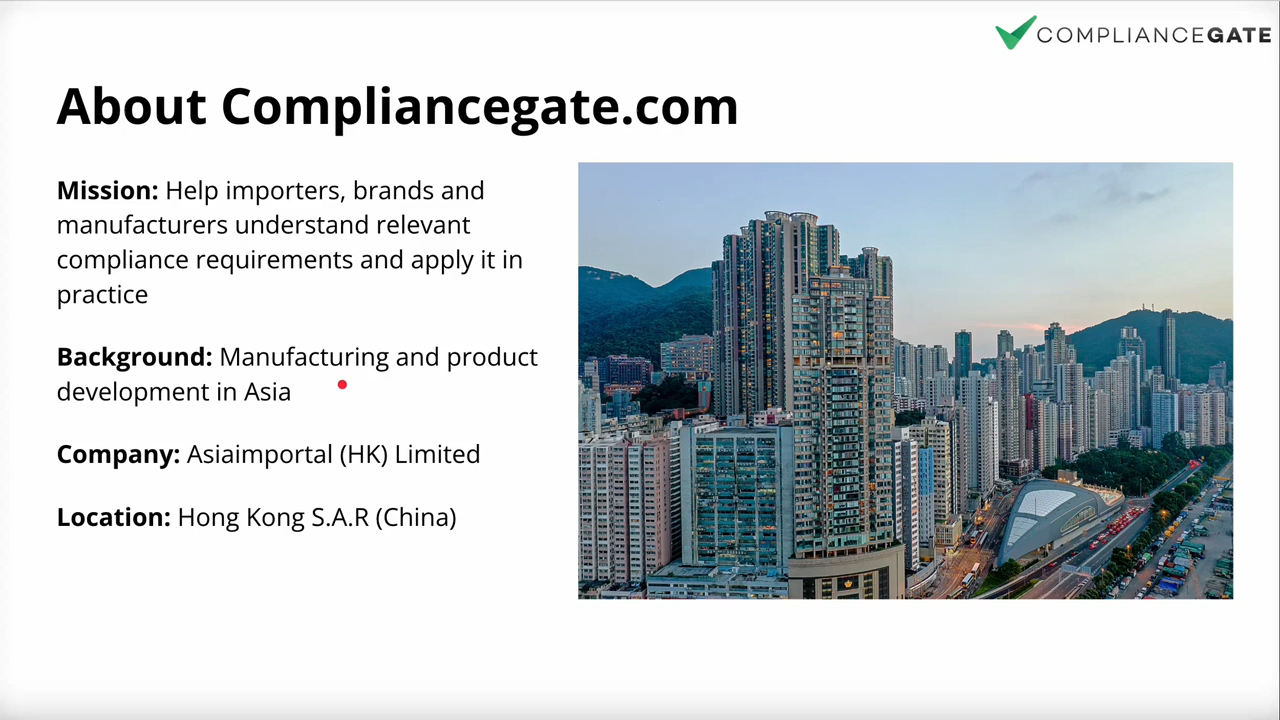 COMPLIANCEGATE
About Compliancegate.com
Mission: Help importers, brands and
manufacturers understand relevant
compliance requirements and apply it in
practice
Background: Manufacturing and product
development in Asia
Company: Asiaimportal (HK) Limited
Location: Hong Kong S.A.R (China)